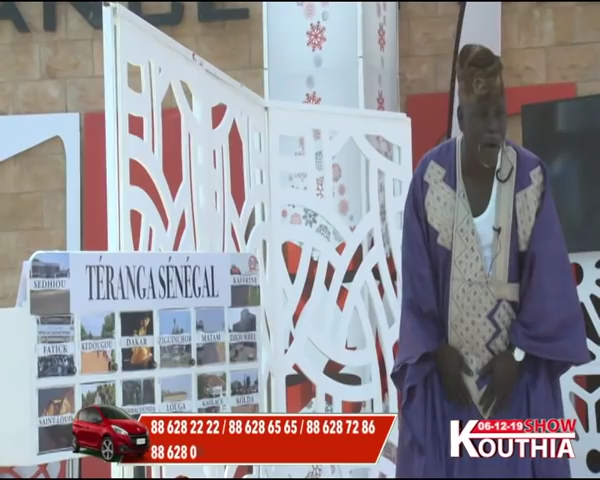 TÉRANGA SÉNÉGAL
SEDHIOU
KAFFRINE
FATICK
KEDOUGOU
DAKAR
ZIGUINCHOR
MATAM
DIOURBEL
SAINT-LOUIS
LOUGA
KAOLACK
KOLDA
88 628 22 22 / 88 628 65 65 / 88 628 72 86
88 628 0
06-12-19 SHOW
KOUTHIA